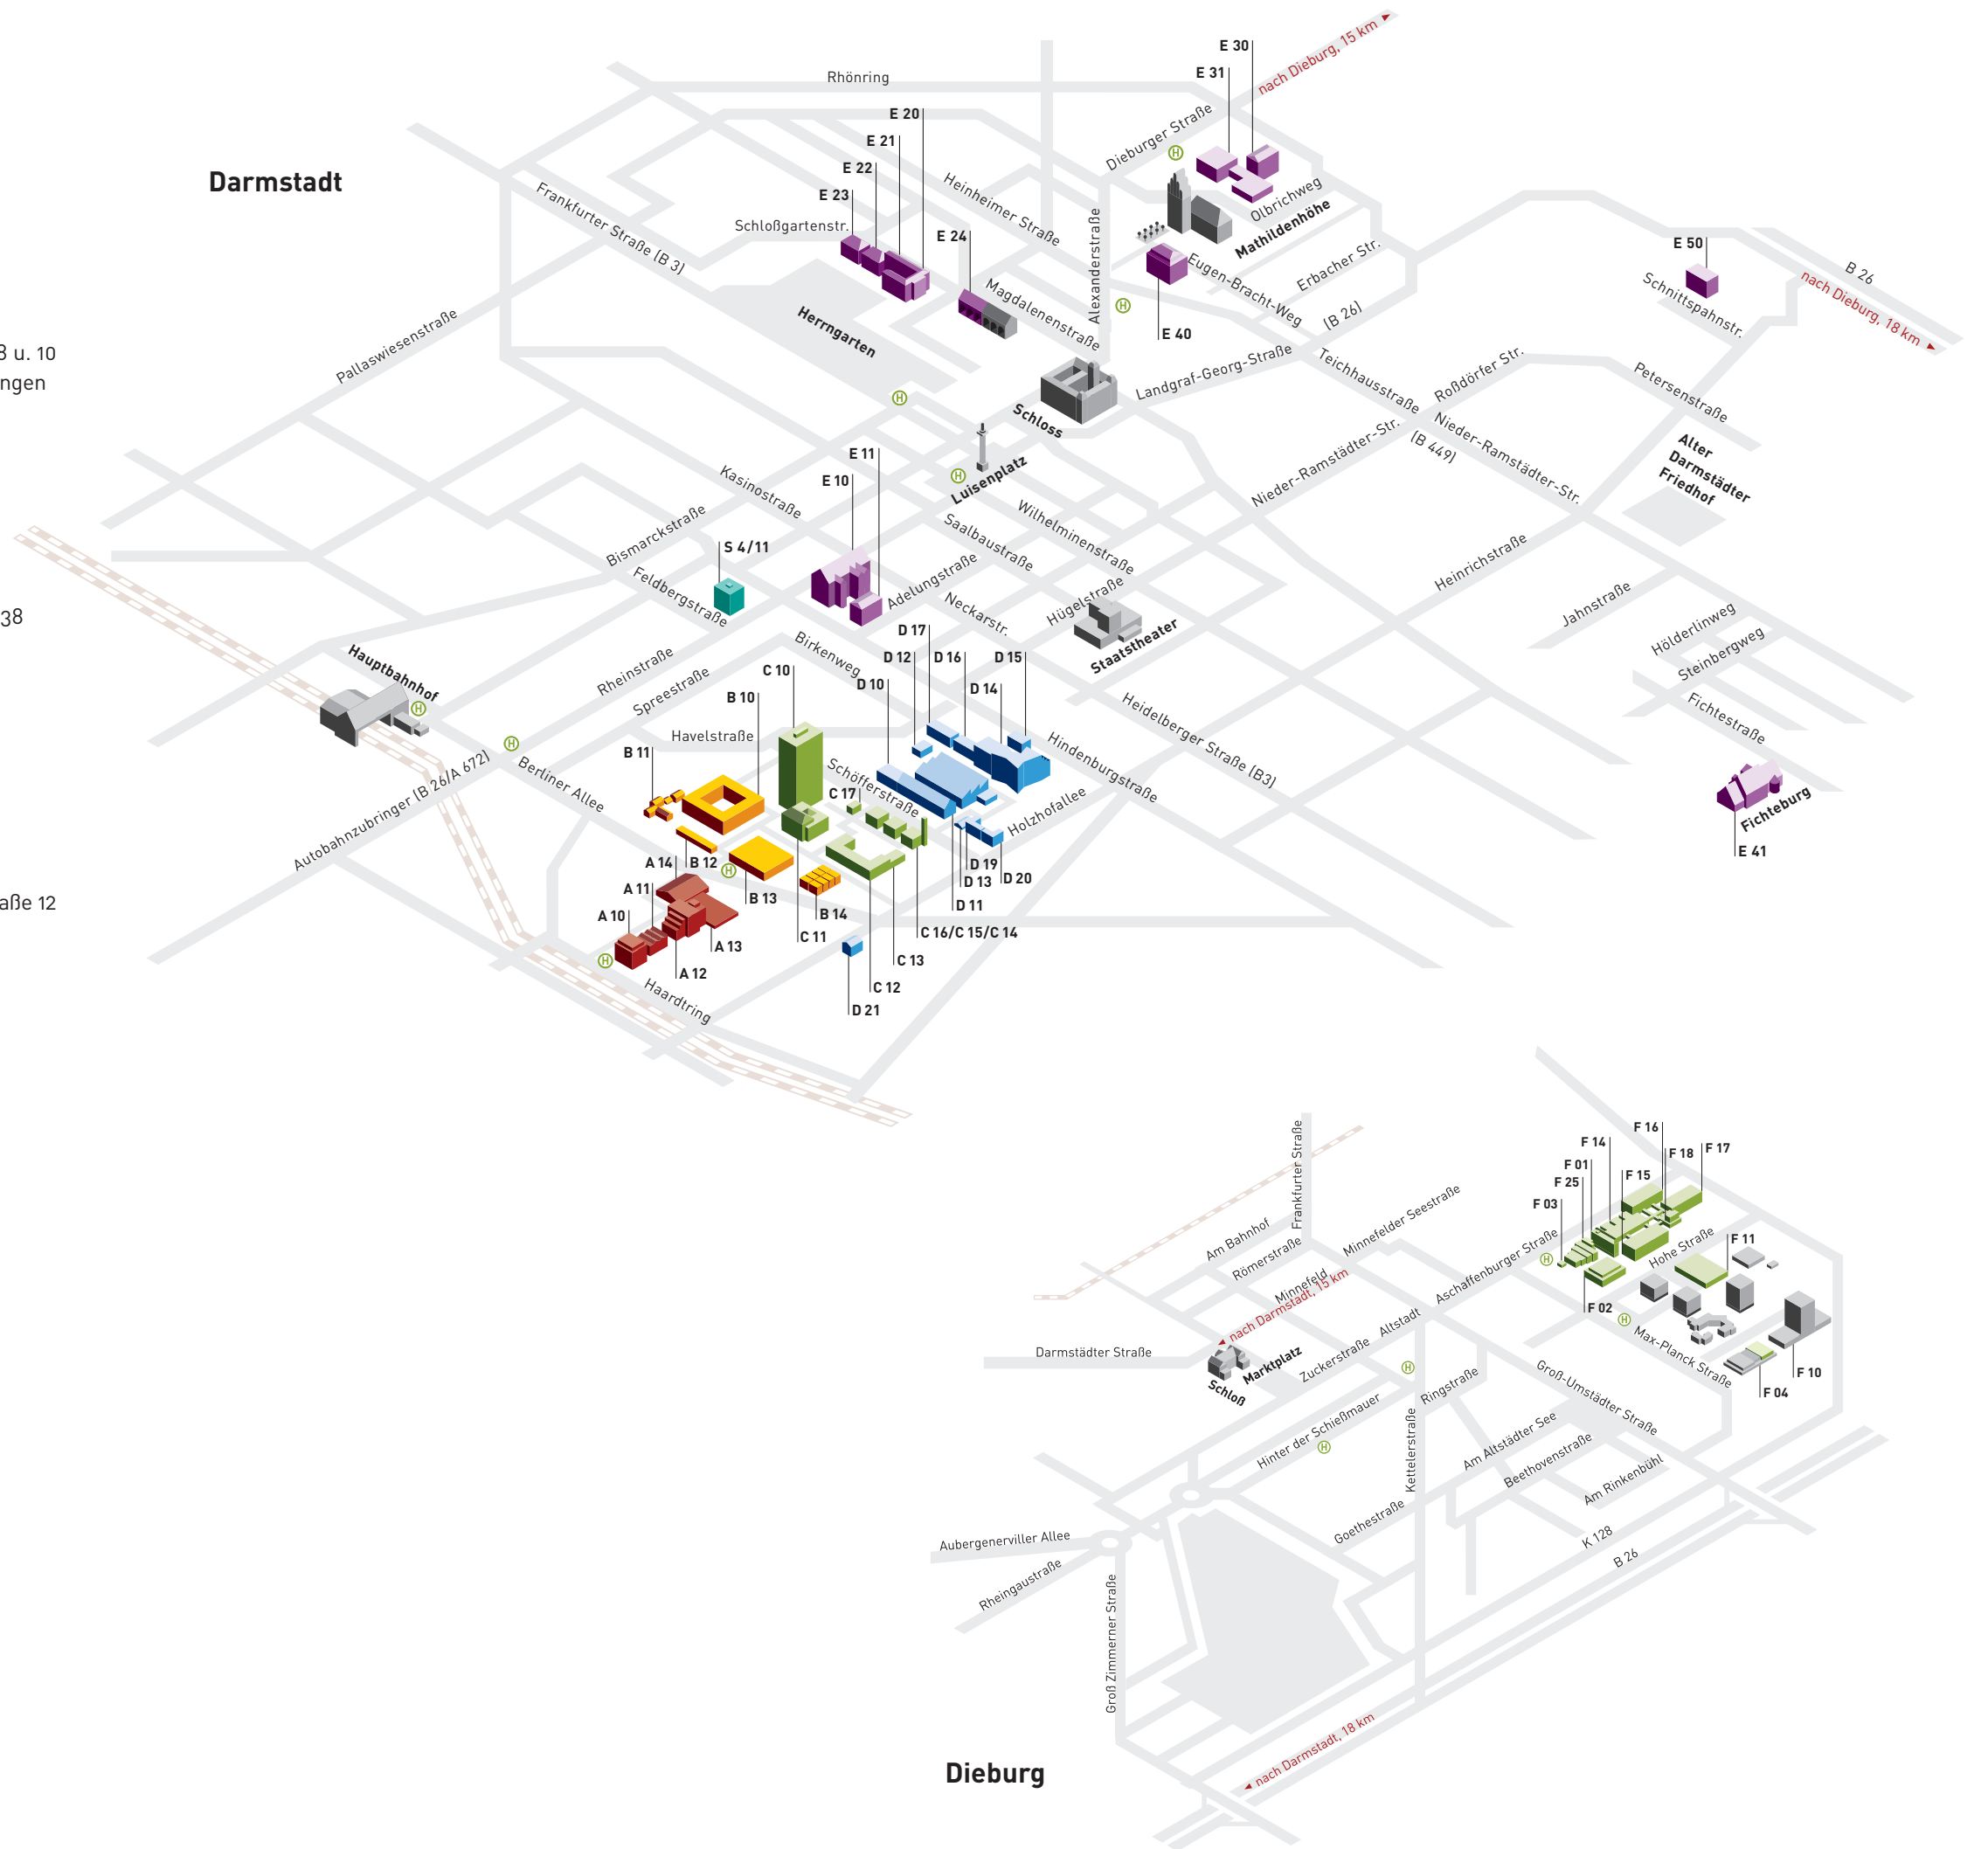 Darmstadt
Rhönring
nach Dieburg, 15 km
E 30
E 31
E 20
E 21
E 22
E 23
E 24
Dieburger Straße
Olbrichweg
Mathildenhöhe
Frankfurter Straße (B 3)
Schloßgartenstr.
Heinheimer Straße
Alexanderstraße
Magdalenenstraße
Eugen-Bracht-Weg
Erbacher Str.
(B 26)
E 40
E 50
Schnittspahnstr.
B 26
nach Dieburg, 18 km
Herrngarten
Pallaswiesenstraße
8 u. 10
ngen
Schloss
Landgraf-Georg-Straße
Teichhausstraße
Roßdörfer Str.
Petersenstraße
Nieder-Ramstädter-Str.
(B 449)
Nieder-Ramstädter-Str.
Alter
Darmstädter
Friedhof
E 11
E 10
Luisenplatz
Kasinostraße
Bismarckstraße
Wilhelminenstraße
Saalbaustraße
S 4/11
Feldbergstraße
Adelungstraße
Neckarstr.
Hügelstraße
Staatstheater
Heinrichstraße
Jahnstraße
Hölderlinweg
Steinbergweg
Fichtestraße
38
Hauptbahnhof
Rheinstraße
Spreestraße
Birkenweg
D 17
D 12
D 16
D 15
D 10
D 14
C 10
B 10
B 11
Havelstraße
Schöfferstraße
C 17
Heidelberger Straße (B3)
Hindenburgstraße
Holzhofallee
Fichteburg
E 41
Autobahnzubringer (B 26/A 672)
Berliner Allee
A 14
B 12
A 11
A 10
B 13
B 14
A 13
A 12
C 11
D 19
D 13
D 20
D 11
C 16/C 15/C 14
C 13
C 12
D 21
Haardtring
aße 12
H
H
H
H
H
H
H
H
F 16
F 14
F 18
F 17
F 01
F 15
F 25
F 03
F 11
F 02
F 10
F 04
Frankfurter Straße
Am Bahnhof
Römerstraße
Minnefelder Seestraße
Minnefeld
nach Darmstadt, 15 km
Aschaffenburger Straße
Hohe Straße
Altstadt
Darmstädter Straße
Marktplatz
Schloß
Zuckerstraße
Max-Planck Straße
Ringstraße
Groß-Umstädter Straße
Hinter der Schießmauer
Kettelerstraße
Am Altstädter See
Beethovenstraße
Am Rinkenbühl
Goethestraße
K 128
B 26
Aubergenerviller Allee
Rheingaustraße
Groß Zimmerner Straße
nach Darmstadt, 18 km
H
H
H
H
Dieburg